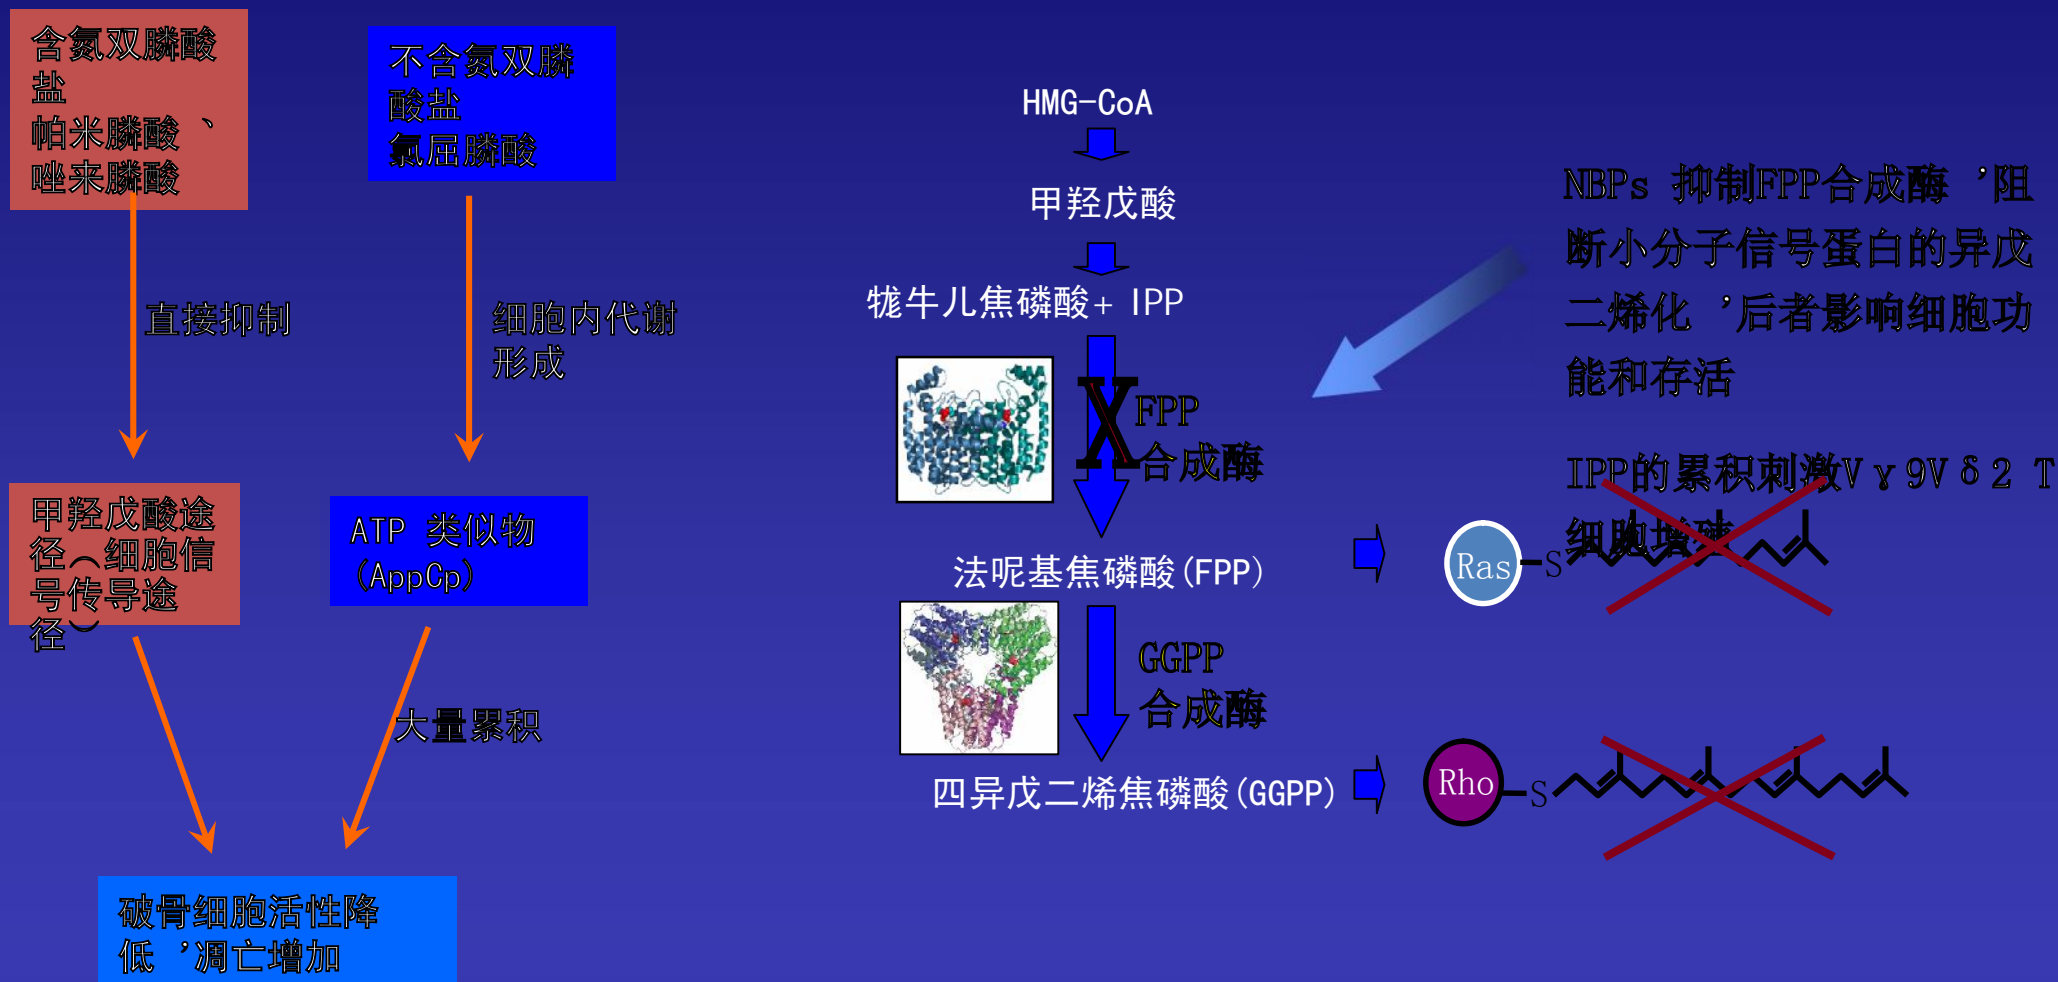 含氮双膦酸
盐
帕米膦酸、
唑来膦酸
不含氮双膦
酸盐
氯屈膦酸
直接抑制
细胞内代谢
形成
甲羟戊酸途
径（细胞信
号传导途
径）
ATP 类似物
(AppCp)
大量累积
破骨细胞活性降
低，凋亡增加
HMG-CoA
甲羟戊酸
牻牛儿焦磷酸+ IPP
X
FPP
合成酶
法呢基焦磷酸(FPP)
GGPP
合成酶
四异戊二烯焦磷酸(GGPP)
NBPs 抑制FPP合成酶，阻
断小分子信号蛋白的异戊
二烯化，后者影响细胞功
能和存活
IPP的累积刺激Vγ9Vδ2 T
细胞增殖
Ras
S
Rho
S